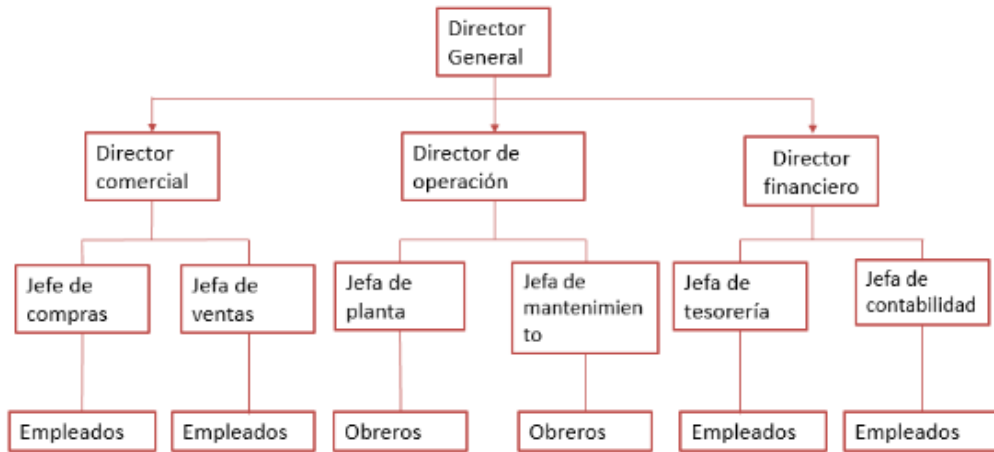 Director
General
Director
comercial
Director de
operación
Director
financiero
Jefe de
compras
Jefa de
ventas
Jefa de
planta
Jefa de
mantenimien
to
Jefa de
tesorería
Jefa de
contabilidad
Empleados
Empleados
Obreros
Obreros
Empleados
Empleados